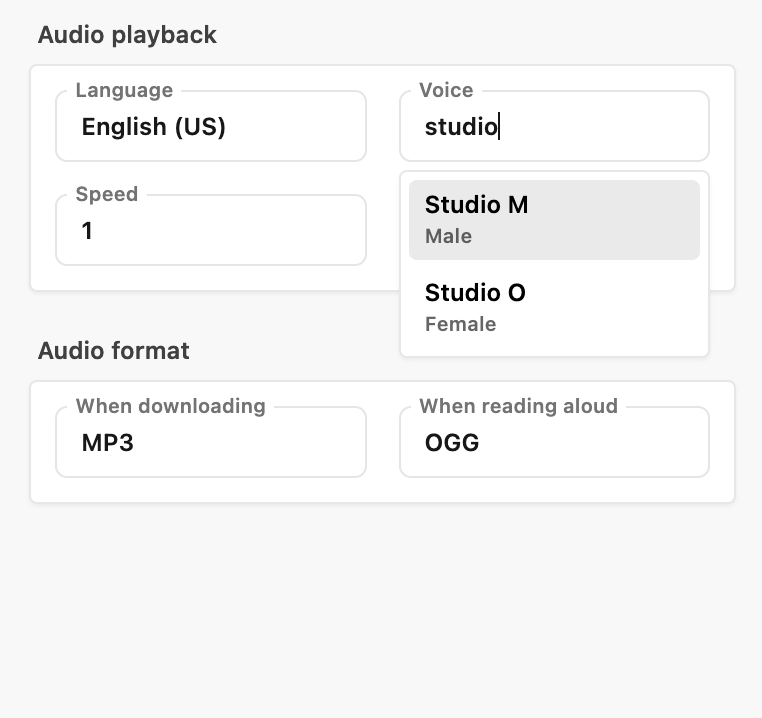 Audio playback
Language
English (US)
Voice
studio
Speed
1
Studio M
Male
Studio O
Female
Audio format
When downloading
MP3
When reading aloud
OGG